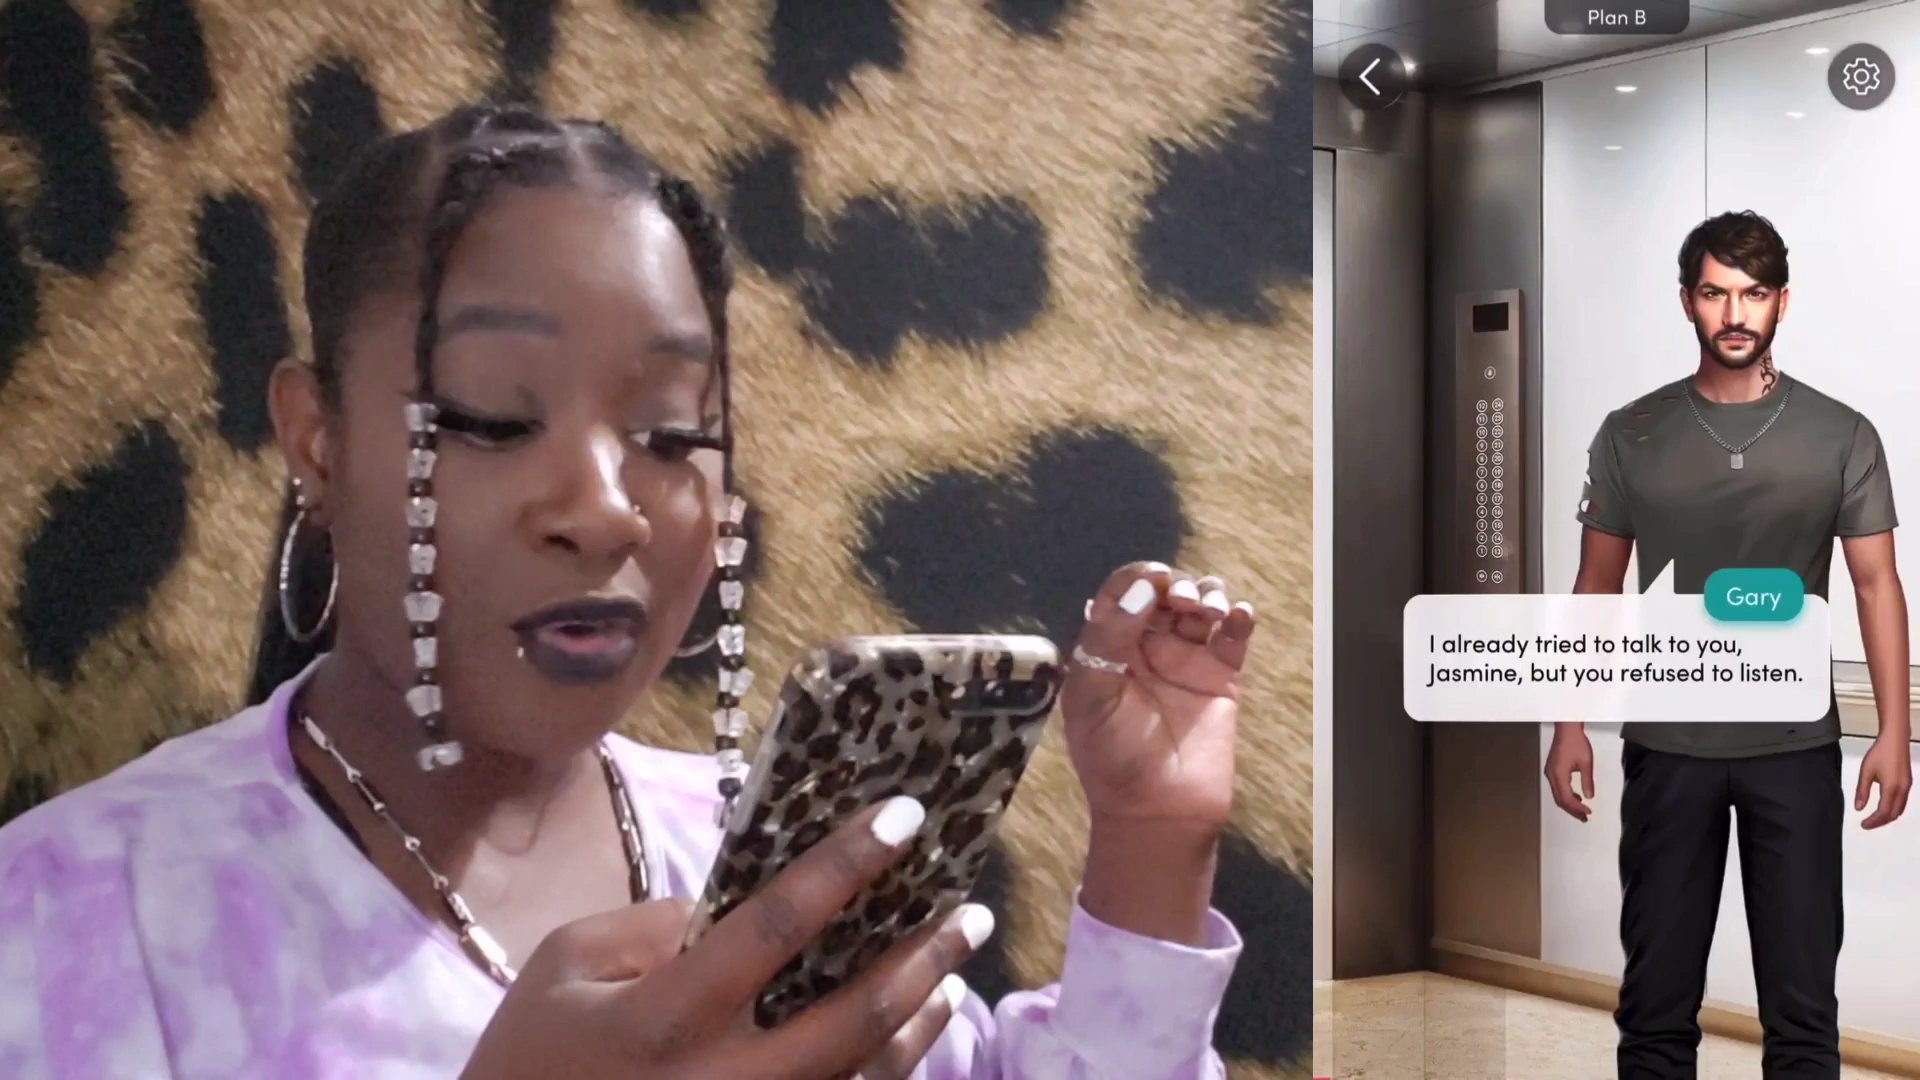 Plan B
Gary
I already tried to talk to you,
Jasmine, but you refused to listen.